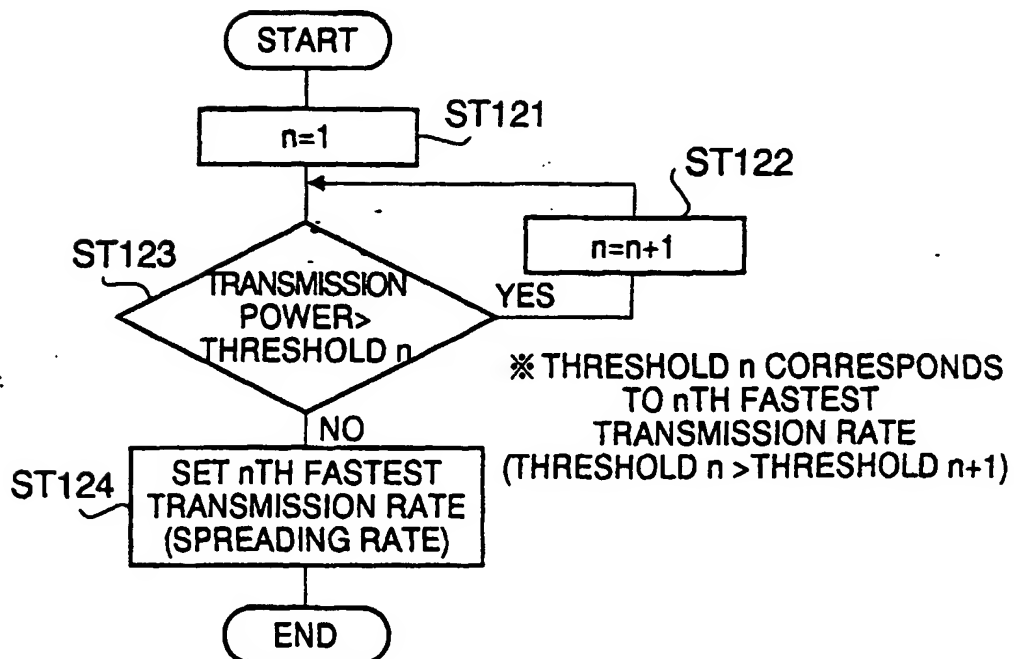 START
n=1
ST121
ST122
n=n+1
ST123
TRANSMISSION
POWER>
THRESHOLD n
YES
NO
※ THRESHOLD n CORRESPONDS
TO nTH FASTEST
TRANSMISSION RATE
(THRESHOLD n >THRESHOLD n+1)
ST124
SET nTH FASTEST
TRANSMISSION RATE
(SPREADING RATE)
END